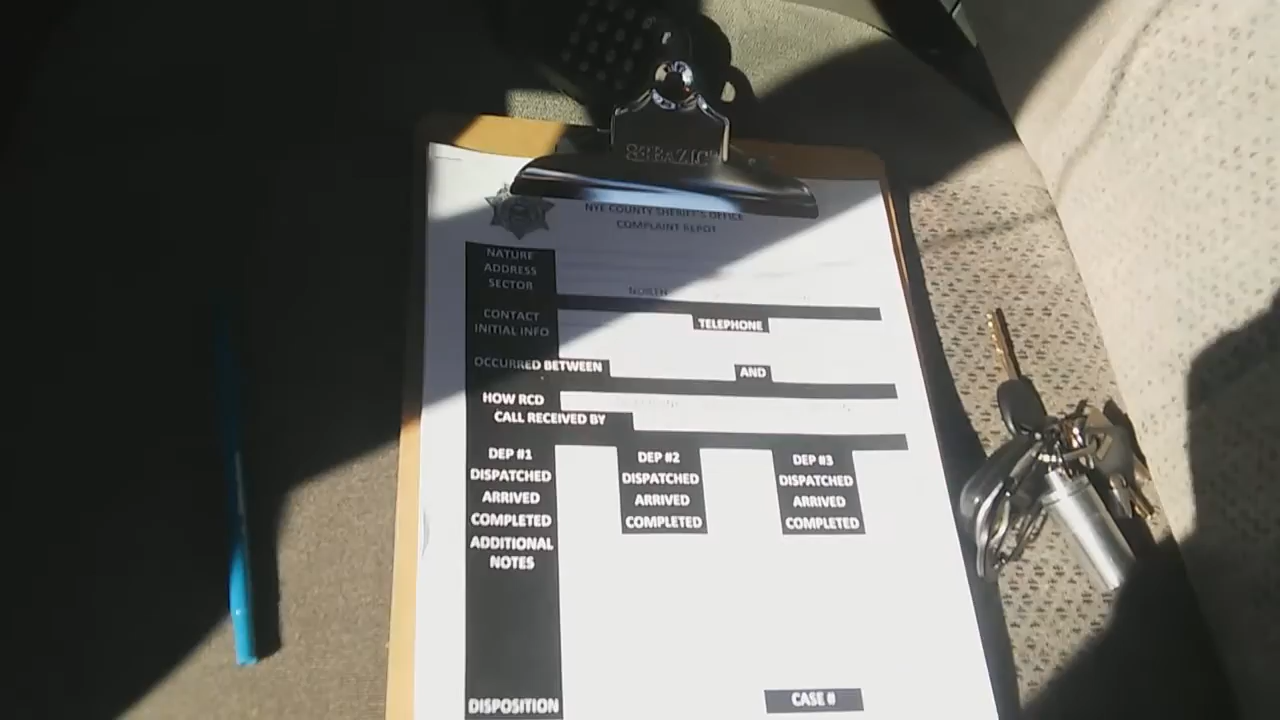 NYE COUNTY SHERIFF'S OFFICE
COMPLAINT REPOT
NATURE
ADDRESS
SECTOR NORTH
CONTACT TELEPHONE
INITIAL INFO
OCCURRED BETWEEN AND
HOW RCD
CALL RECEIVED BY
DEP #1 DEP #2 DEP #3
DISPATCHED DISPATCHED DISPATCHED
ARRIVED ARRIVED ARRIVED
COMPLETED COMPLETED COMPLETED
ADDITIONAL
NOTES
DISPOSITION CASE #